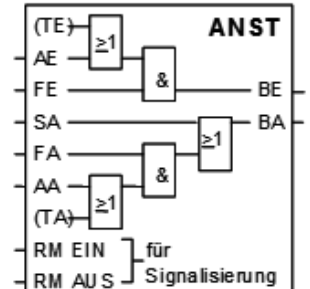 (TE) ≥1 ANST
AE
FE & BE
SA BA
FA ≥1
AA &
(TA) ≥1
RM EIN für
RM AUS Signalisierung